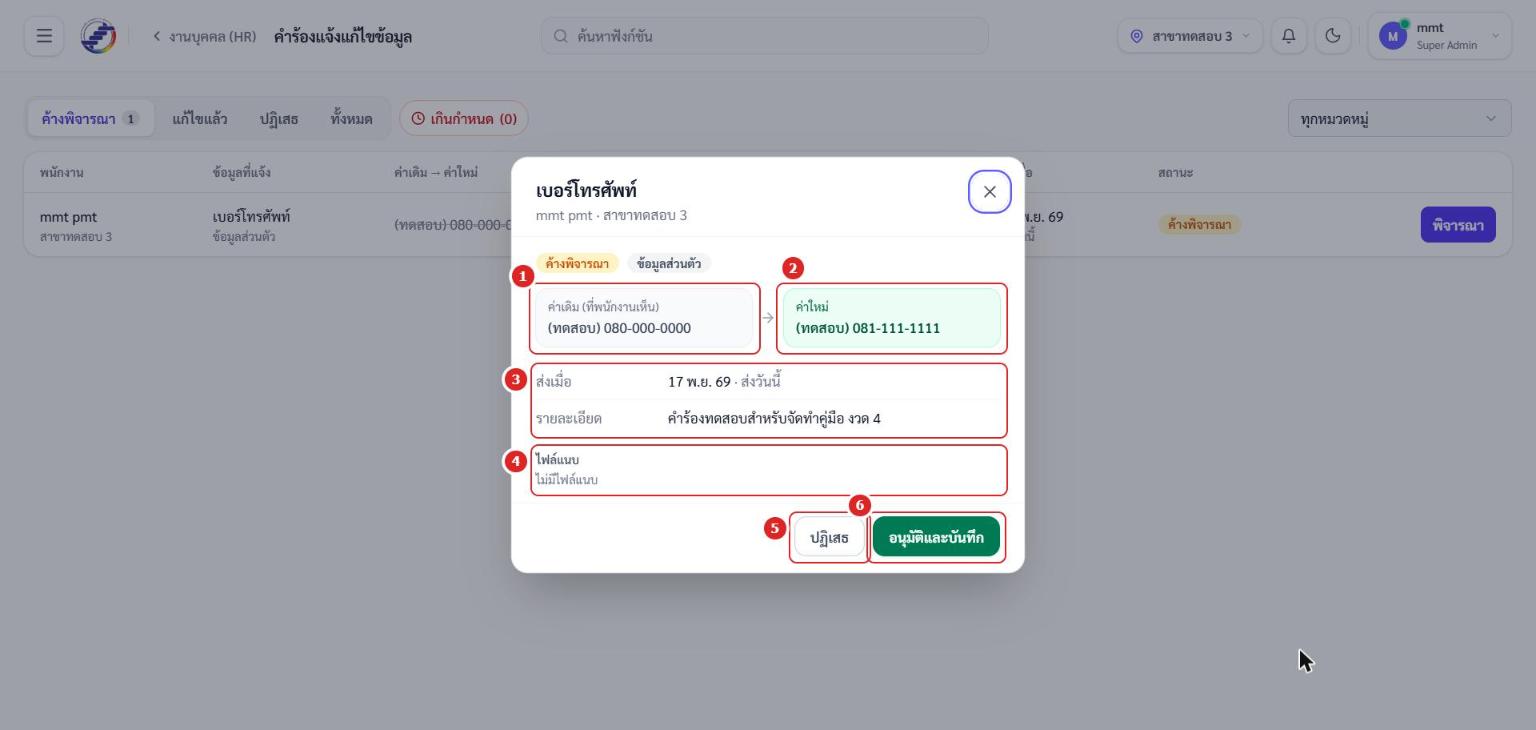 งานบุคคล (HR) คำร้องแจ้งแก้ไขข้อมูล
ค้นหาฟังก์ชัน
สาขาทดสอบ 3
M
mmt
Super Admin
ค้างพิจารณา 1 แก้ไขแล้ว ปฏิเสธ ทั้งหมด เกินกำหนด (0)
ทุกหมวดหมู่
พนักงาน ข้อมูลที่แจ้ง ค่าเดิม → ค่าใหม่ สถานะ
mmt pmt
สาขาทดสอบ 3
เบอร์โทรศัพท์
ข้อมูลส่วนตัว
(ทดสอบ) 080-000-0
พ.ย. 69
ค้างพิจารณา
พิจารณา
เบอร์โทรศัพท์
mmt pmt · สาขาทดสอบ 3
ค้างพิจารณา ข้อมูลส่วนตัว
1
ค่าเดิม (ที่พนักงานเห็น)
(ทดสอบ) 080-000-0000
→
2
ค่าใหม่
(ทดสอบ) 081-111-1111
3
ส่งเมื่อ 17 พ.ย. 69 · ส่งวันนี้
รายละเอียด คำร้องทดสอบสำหรับจัดทำคู่มือ งวด 4
4
ไฟล์แนบ
ไม่มีไฟล์แนบ
5
ปฏิเสธ
6
อนุมัติและบันทึก